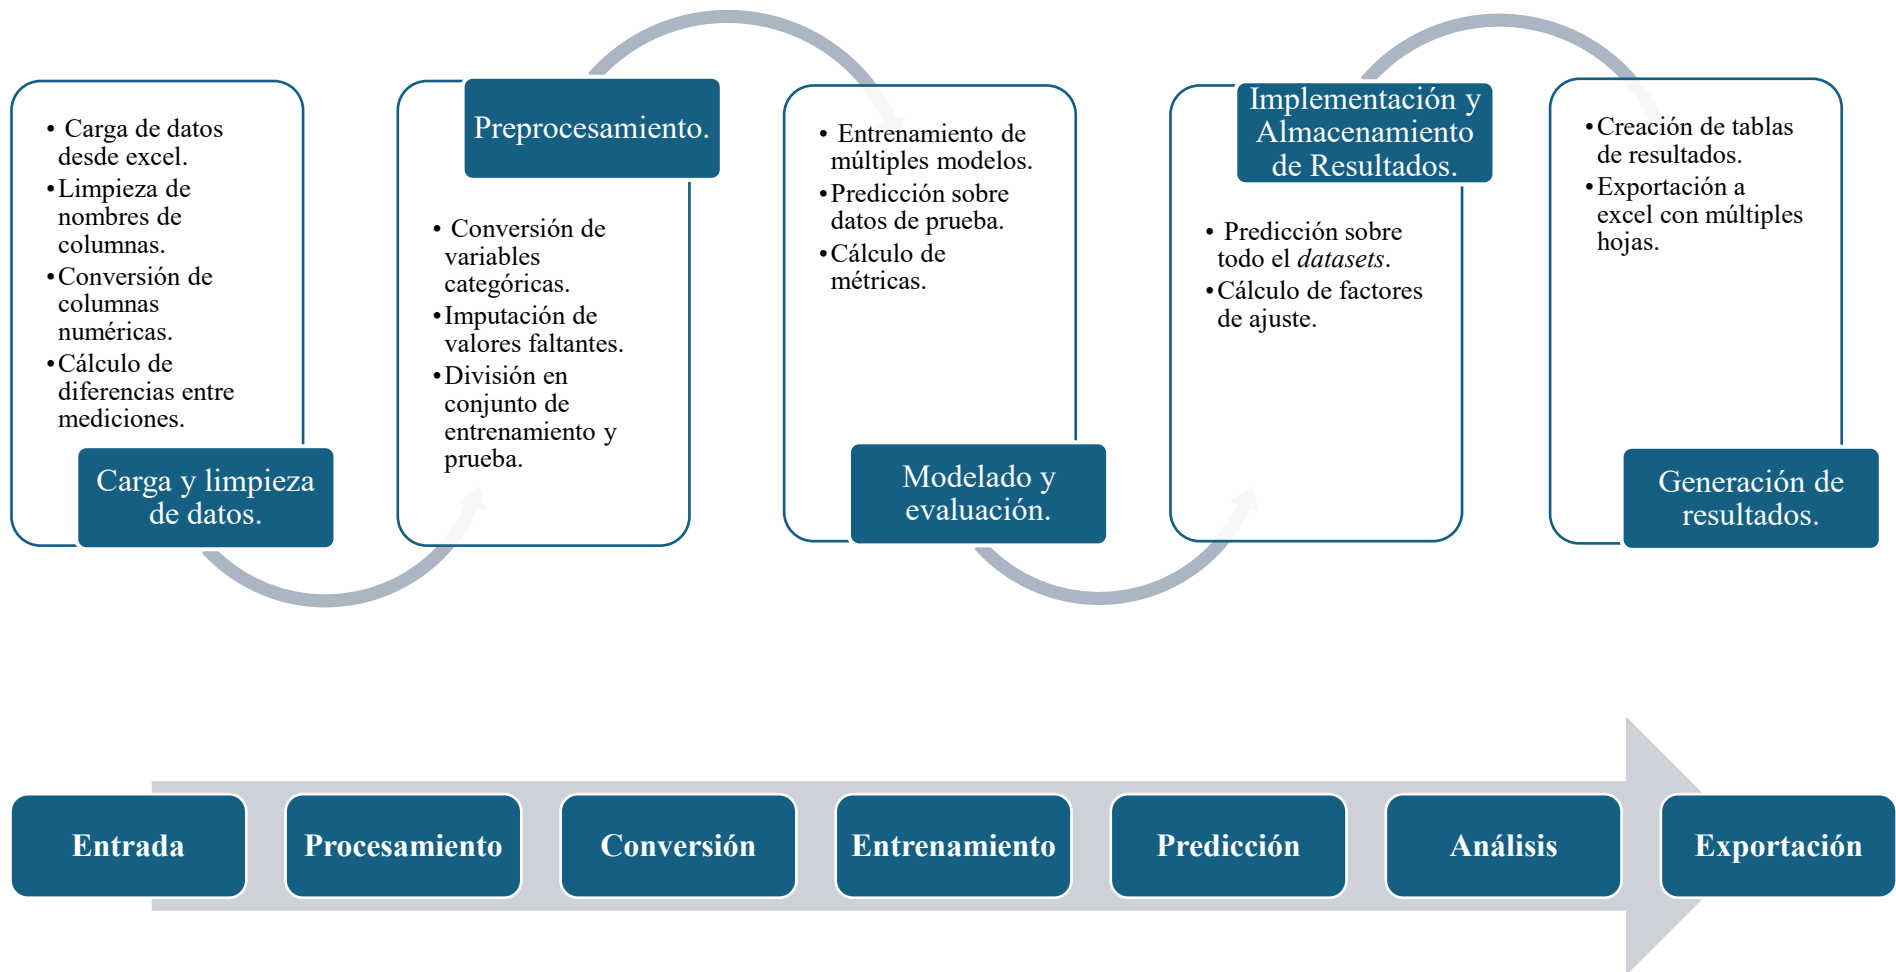 • Carga de datos
desde excel.
•Limpieza de
nombres de
columnas.
•Conversión de
columnas
numéricas.
•Cálculo de
diferencias entre
mediciones.
Carga y limpieza
de datos.
Preprocesamiento.
• Conversión de
variables
categóricas.
•Imputación de
valores faltantes.
•División en
conjunto de
entrenamiento y
prueba.
• Entrenamiento de
múltiples modelos.
•Predicción sobre
datos de prueba.
•Cálculo de
métricas.
Modelado y
evaluación.
Implementación y
Almacenamiento
de Resultados.
• Predicción sobre
todo el datasets.
•Cálculo de factores
de ajuste.
•Creación de tablas
de resultados.
•Exportación a
excel con múltiples
hojas.
Generación de
resultados.
Entrada
Procesamiento
Conversión
Entrenamiento
Predicción
Análisis
Exportación